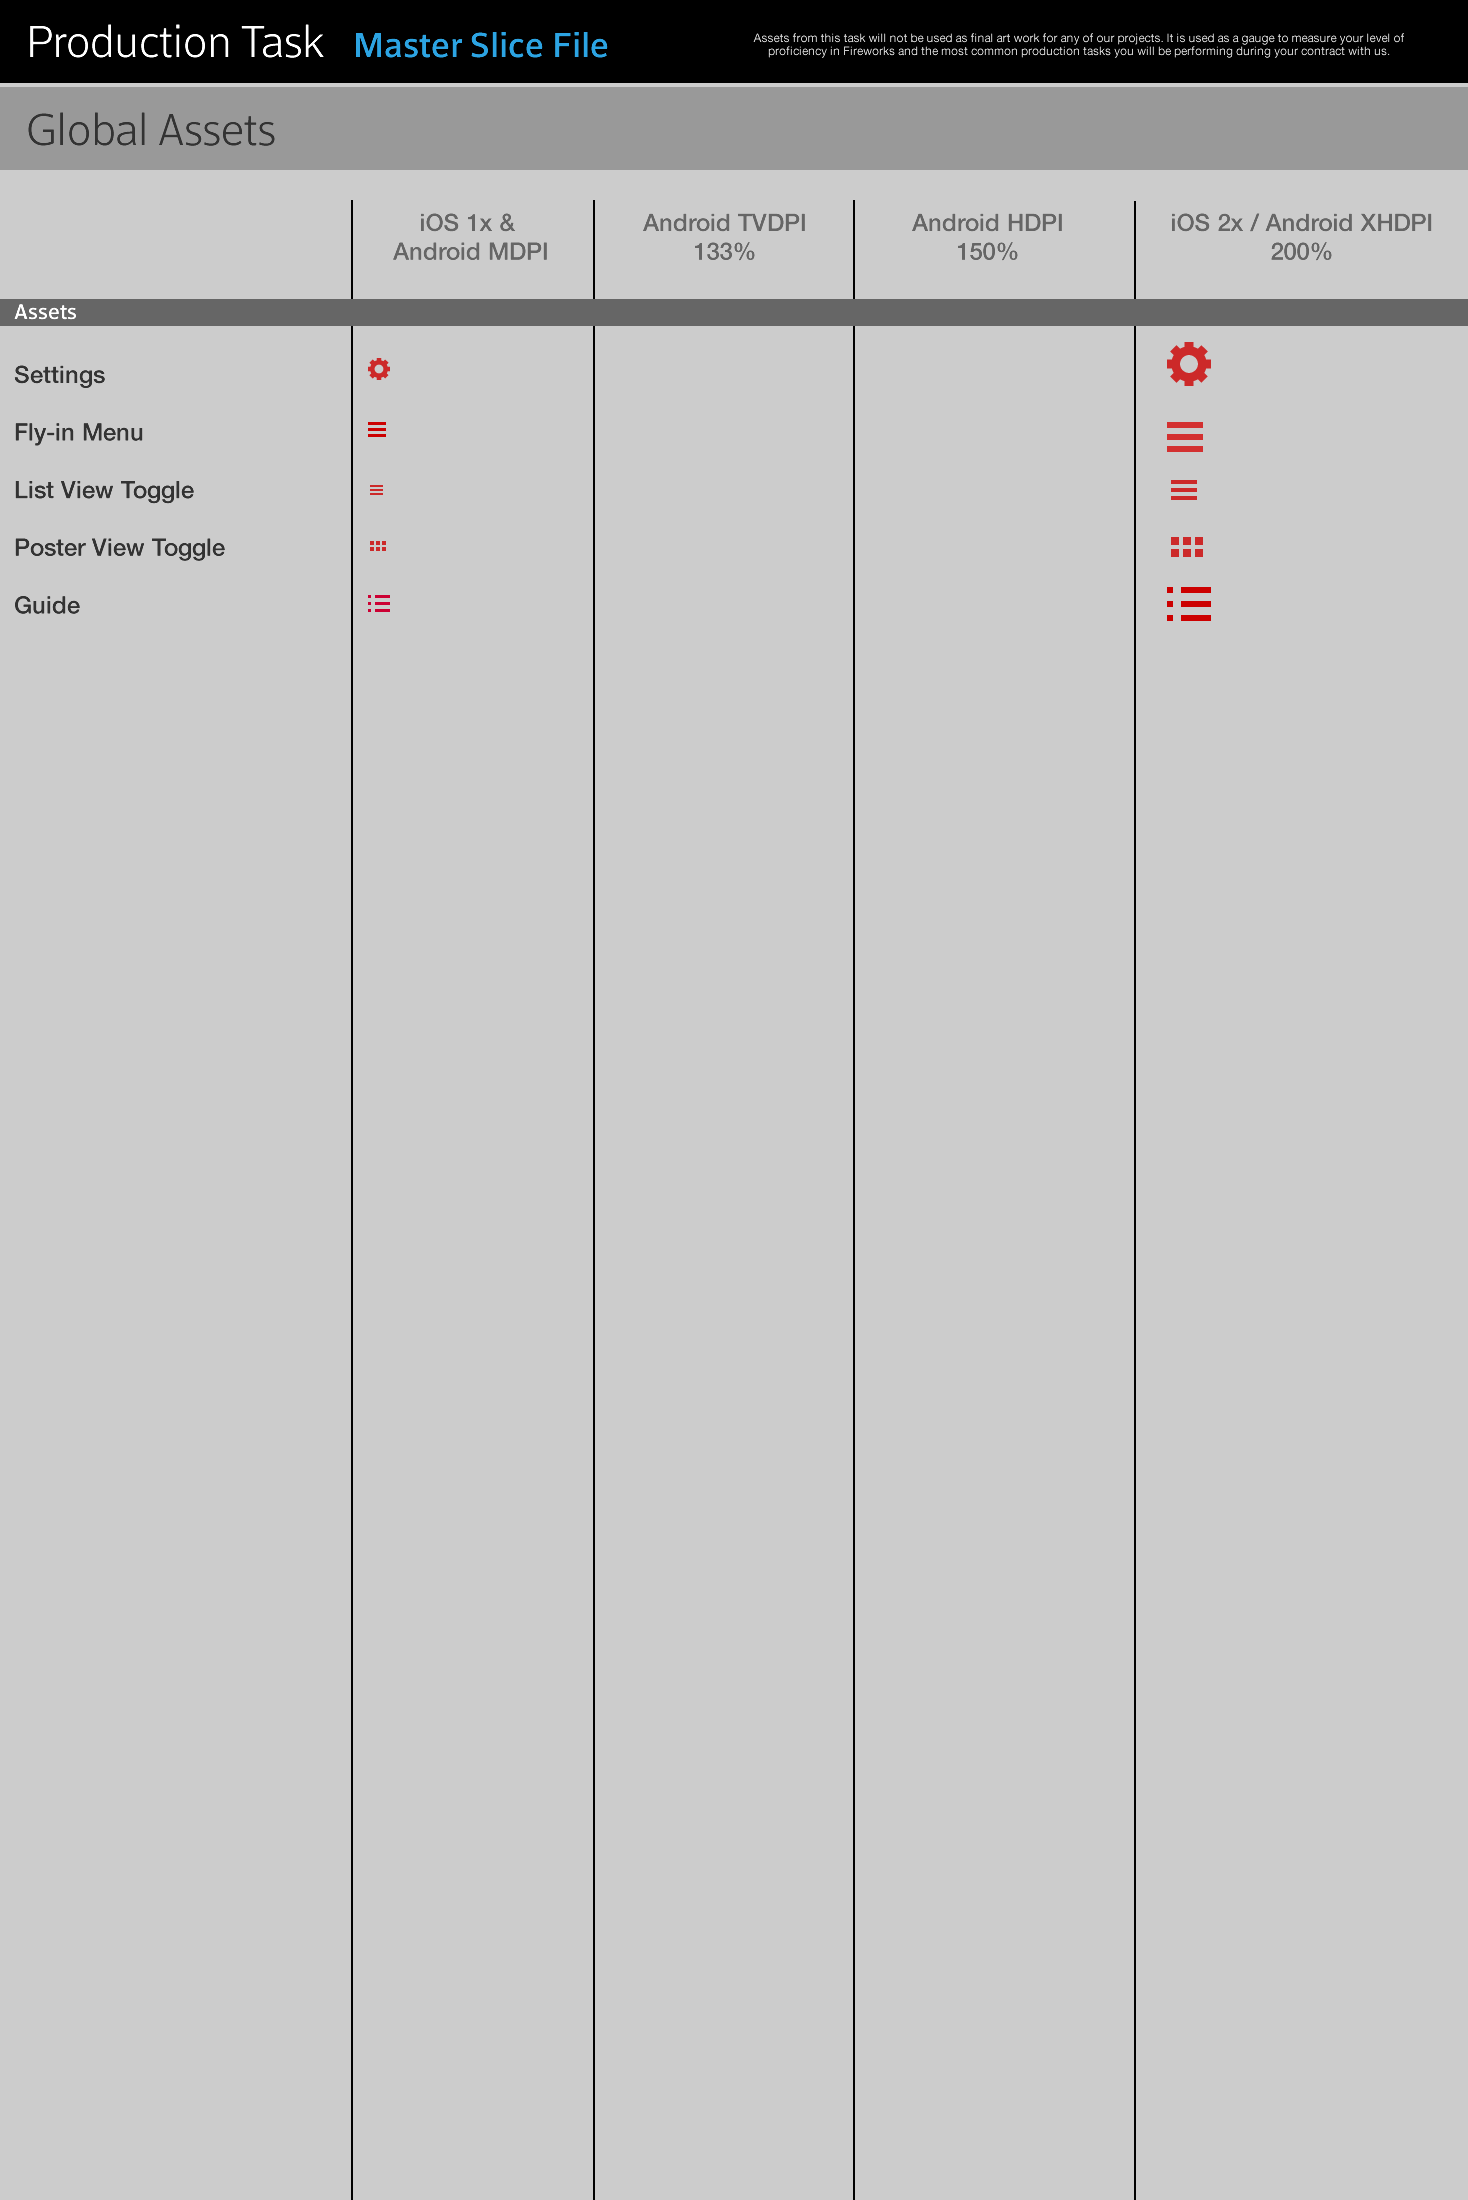 Production Task Master Slice File
Assets from this task will not be used as final art work for any of our projects. It is used as a gauge to measure your level of
proficiency in Fireworks and the most common production tasks you will be performing during your contract with us.
Global Assets
iOS 1x &
Android MDPI
Android TVDPI
133%
Android HDPI
150%
iOS 2x / Android XHDPI
200%
Assets
Settings
Fly-in Menu
List View Toggle
Poster View Toggle
Guide